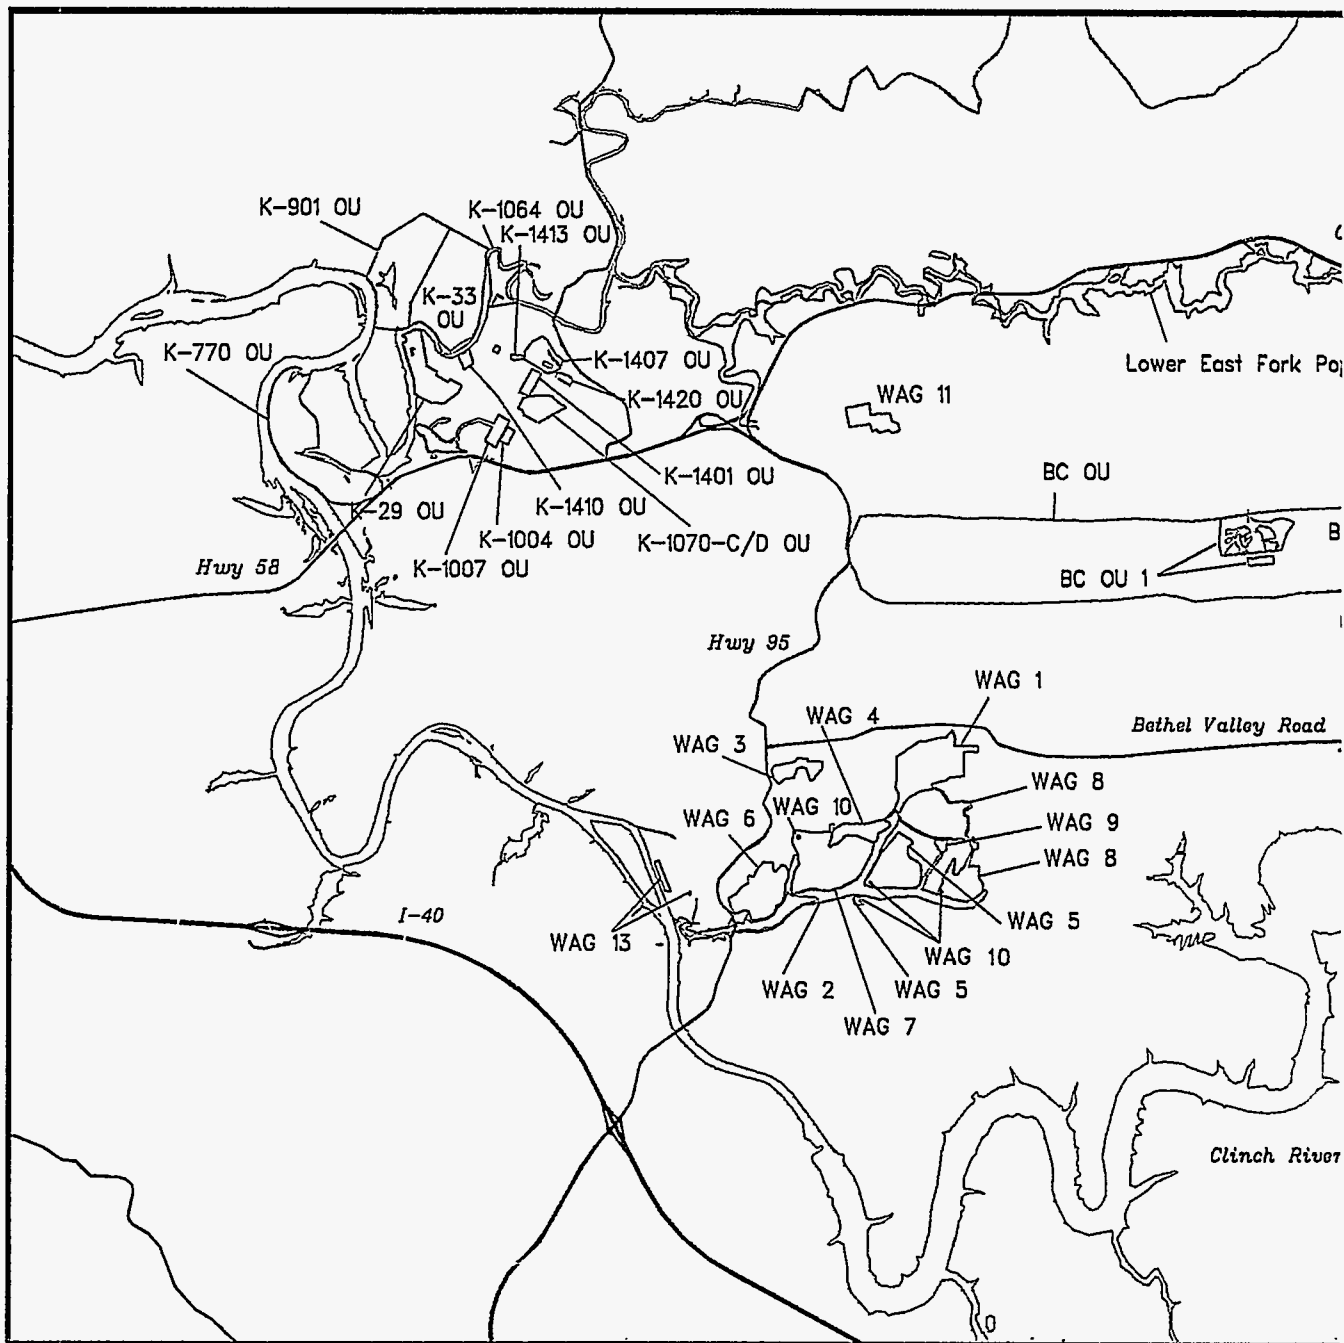 K-901 OU
K-1064 OU
K-1413 OU
K-33
OU
K-770 OU
K-1407 OU
Lower East Fork
K-1420 OU
WAG 11
K-1401 OU
BC OU
K-29 OU
K-1410 OU
K-1004 OU
K-1070-C/D OU
Hwy 58
K-1007 OU
BC OU 1
Hwy 95
WAG 1
WAG 4
Bethel Valley Road
WAG 3
WAG 8
WAG 10
WAG 6
WAG 9
WAG 8
I-40
WAG 5
WAG 13
WAG 10
WAG 2
WAG 5
WAG 7
Clinch River